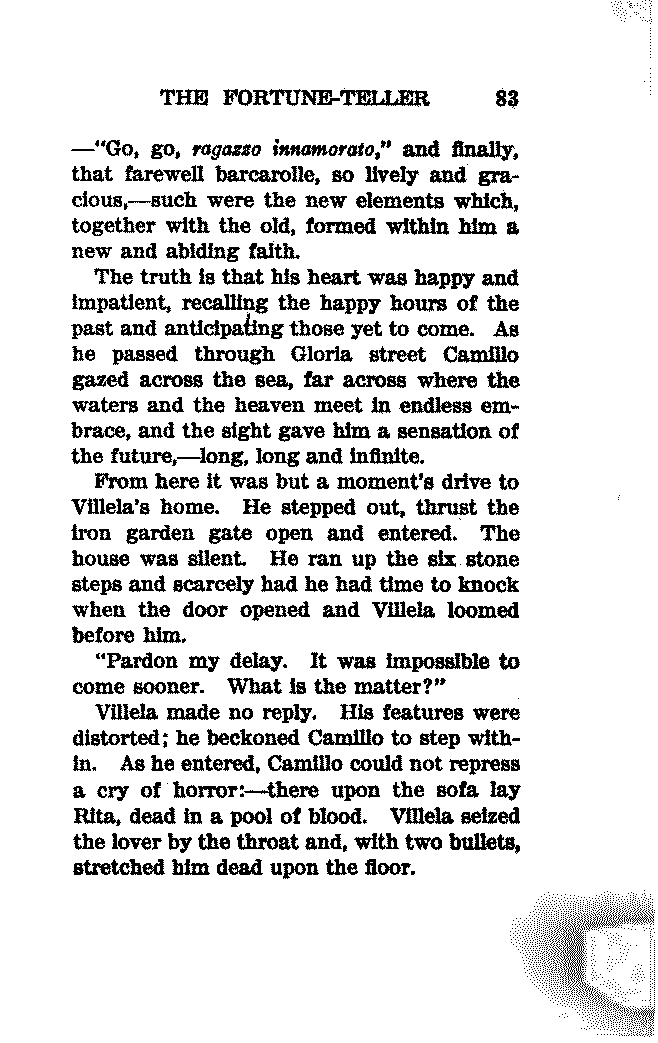 THE FORTUNE-TELLER 83
—"Go, go, ragazzo innamorato," and finally,
that farewell barcarolle, so lively and gra-
cious,—such were the new elements which,
together with the old, formed within him a
new and abiding faith.
The truth is that his heart was happy and
impatient, recalling the happy hours of the
past and anticipating those yet to come. As
he passed through Gloria street Camillo
gazed across the sea, far across where the
waters and the heaven meet in endless em-
brace, and the sight gave him a sensation of
the future,—long, long and infinite.
From here it was but a moment's drive to
Villela's home. He stepped out, thrust the
iron garden gate open and entered. The
house was silent. He ran up the six stone
steps and scarcely had he had time to knock
when the door opened and Villela loomed
before him.
"Pardon my delay. It was impossible to
come sooner. What is the matter?"
Villela made no reply. His features were
distorted; he beckoned Camillo to step with-
in. As he entered, Camillo could not repress
a cry of horror:—there upon the sofa lay
Rita, dead in a pool of blood. Villela seized
the lover by the throat and, with two bullets,
stretched him dead upon the floor.